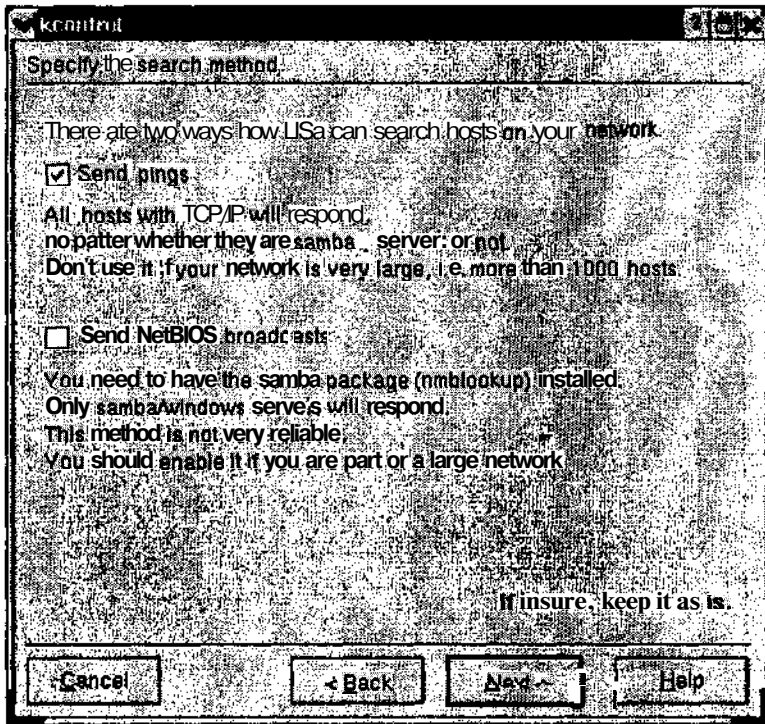 kcontrol
Specify the search method
There ate two ways how LISa can search hosts on your network.
Send pings
All hosts with TCP/IP will respond,
no patter whether they are samba _ server: or not.
Don't use it :f your network is very large, i.e. more than 1000 hosts.
Send NetBIOS broadcasts
You need to have the samba package (nmblookup) installed.
Only samba/windows servers will respond.
This method is not very reliable.
You should enable it if you are part or a large network
If insure, keep it as is.
Cancel
< Back
Next
Help